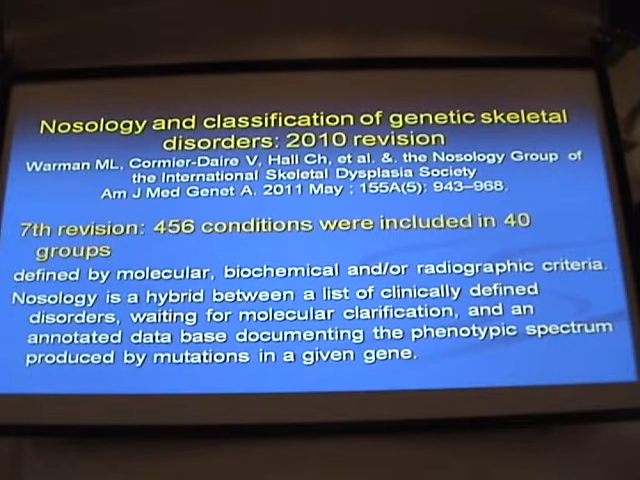 Nosology and classification of genetic skeletal
disorders: 2010 revision
Warman ML, Cormier-Daire V, Hall Ch, et al. &. the Nosology Group of
the International Skeletal Dysplasia Society
Am J Med Genet A. 2011 May ; 155A(5): 943–968.
7th revision: 456 conditions were included in 40
groups
defined by molecular, biochemical and/or radiographic criteria.
Nosology is a hybrid between a list of clinically defined
disorders, waiting for molecular clarification, and an
annotated data base documenting the phenotypic spectrum
produced by mutations in a given gene.